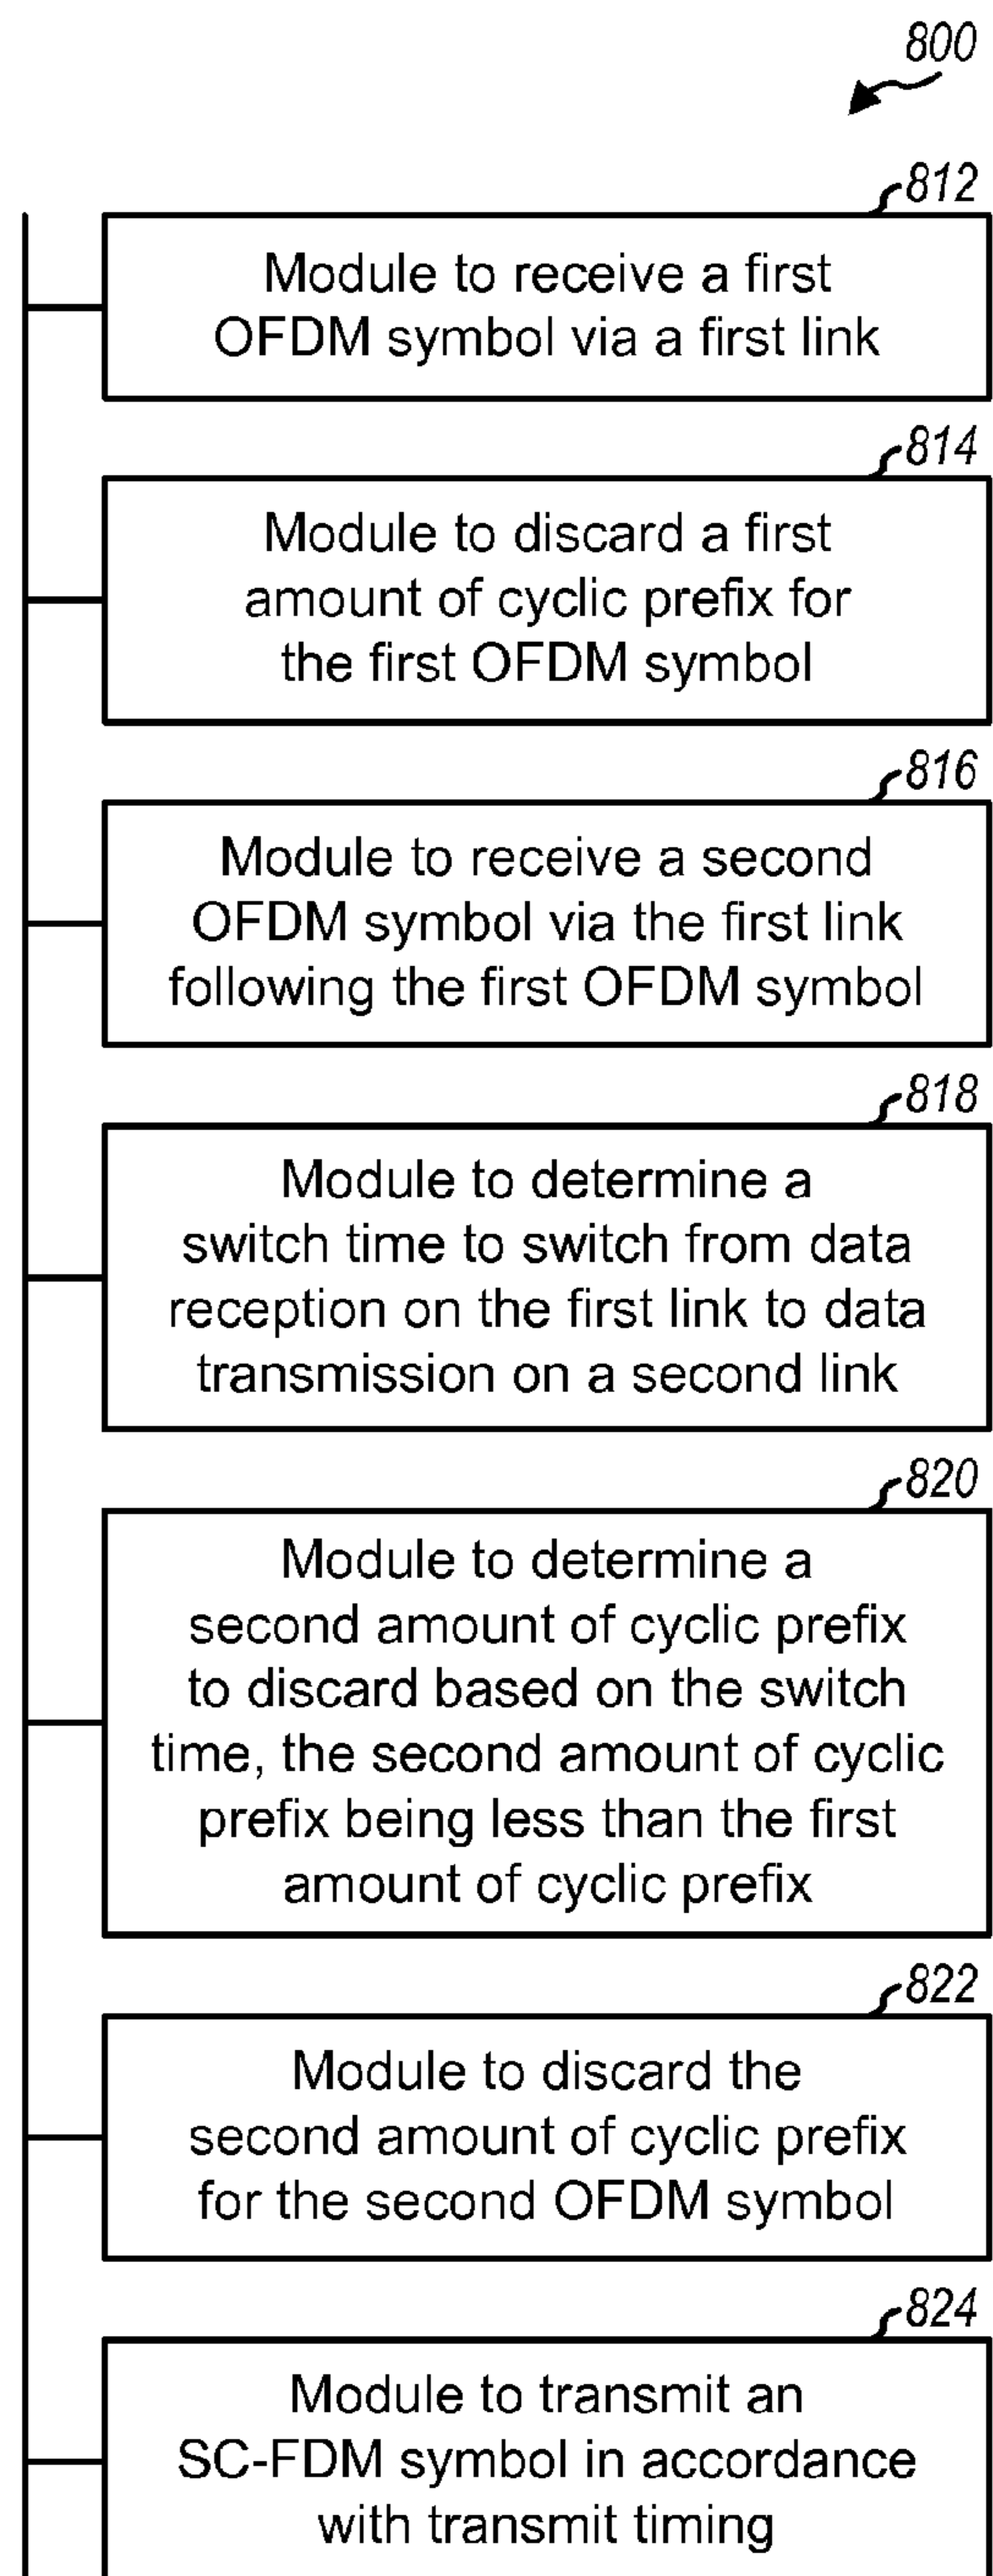 800
812
Module to receive a first
OFDM symbol via a first link
814
Module to discard a first
amount of cyclic prefix for
the first OFDM symbol
816
Module to receive a second
OFDM symbol via the first link
following the first OFDM symbol
818
Module to determine a
switch time to switch from data
reception on the first link to data
transmission on a second link
820
Module to determine a
second amount of cyclic prefix
to discard based on the switch
time, the second amount of cyclic
prefix being less than the first
amount of cyclic prefix
822
Module to discard the
second amount of cyclic prefix
for the second OFDM symbol
824
Module to transmit an
SC-FDM symbol in accordance
with transmit timing